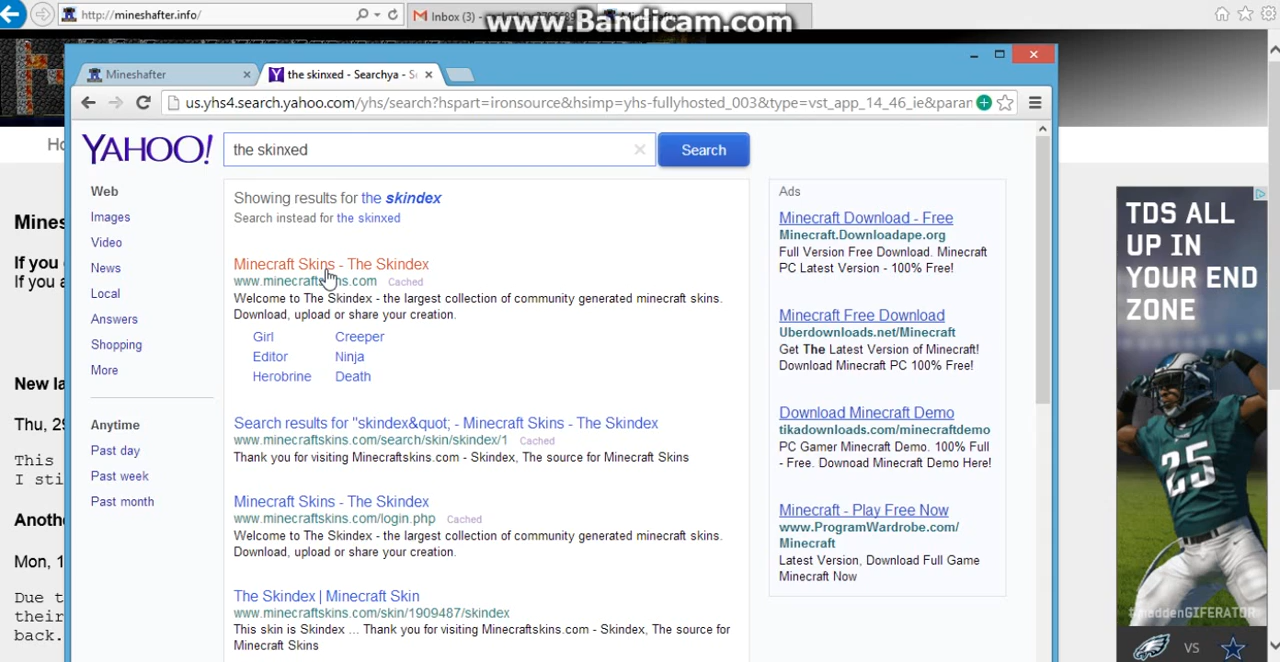 http://mineshafter.info/
Inbox (3) -
www.Bandicam.com
Mineshafter
the skinxed - Searchya - S
us.yhs4.search.yahoo.com/yhs/search?hspart=ironsource&hsimp=yhs-fullyhosted_003&type=vst_app_14_46_ie&param
YAHOO!
the skinxed
Search
Web
Images
Video
News
Local
Answers
Shopping
More
Anytime
Past day
Past week
Past month
Showing results for the skindex
Search instead for the skinxed
Minecraft Skins - The Skindex
www.minecraftskins.com Cached
Welcome to The Skindex - the largest collection of community generated minecraft skins.
Download, upload or share your creation.
Girl Creeper
Editor Ninja
Herobrine Death
Search results for "skindex&quot; - Minecraft Skins - The Skindex
www.minecraftskins.com/search/skin/skindex/1 Cached
Thank you for visiting Minecraftskins.com - Skindex, The source for Minecraft Skins
Minecraft Skins - The Skindex
www.minecraftskins.com/login.php Cached
Welcome to The Skindex - the largest collection of community generated minecraft skins.
Download, upload or share your creation.
The Skindex | Minecraft Skin
www.minecraftskins.com/skin/1909487/skindex
This skin is Skindex ... Thank you for visiting Minecraftskins.com - Skindex, The source for
Minecraft Skins
Ads
Minecraft Download - Free
Minecraft.Downloadape.org
Full Version Free Download. Minecraft
PC Latest Version - 100% Free!
Minecraft Free Download
Uberdownloads.net/Minecraft
Get The Latest Version of Minecraft!
Download Minecraft PC 100% Free!
Download Minecraft Demo
tikadownloads.com/minecraftdemo
PC Gamer Minecraft Demo. 100% Full
- Free. Downoad Minecraft Demo Here!
Minecraft - Play Free Now
www.ProgramWardrobe.com/
Minecraft
Latest Version, Download Full Game
Minecraft Now
Ho
Mines
If you
If you a
New la
Thu, 29
This
I sti
Anoth
Mon, 1
Due t
their
back.
TDS ALL
UP IN
YOUR END
ZONE
25
#maddenGIFERATOR
VS